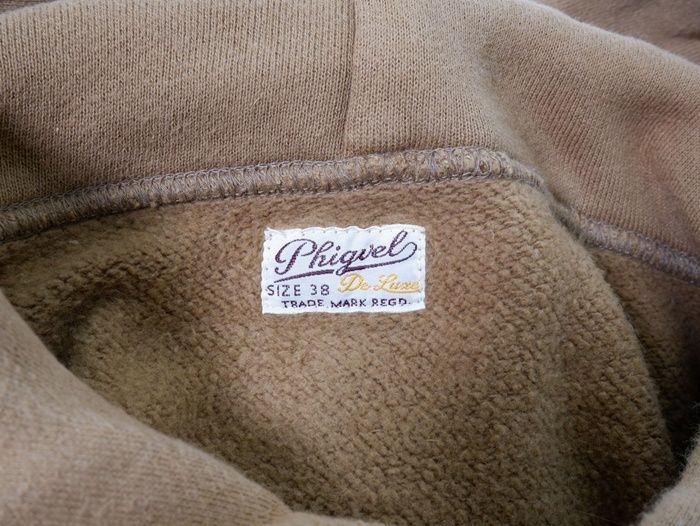 Phigvel
SIZE 38 De Luxe
TRADE MARK REGD.